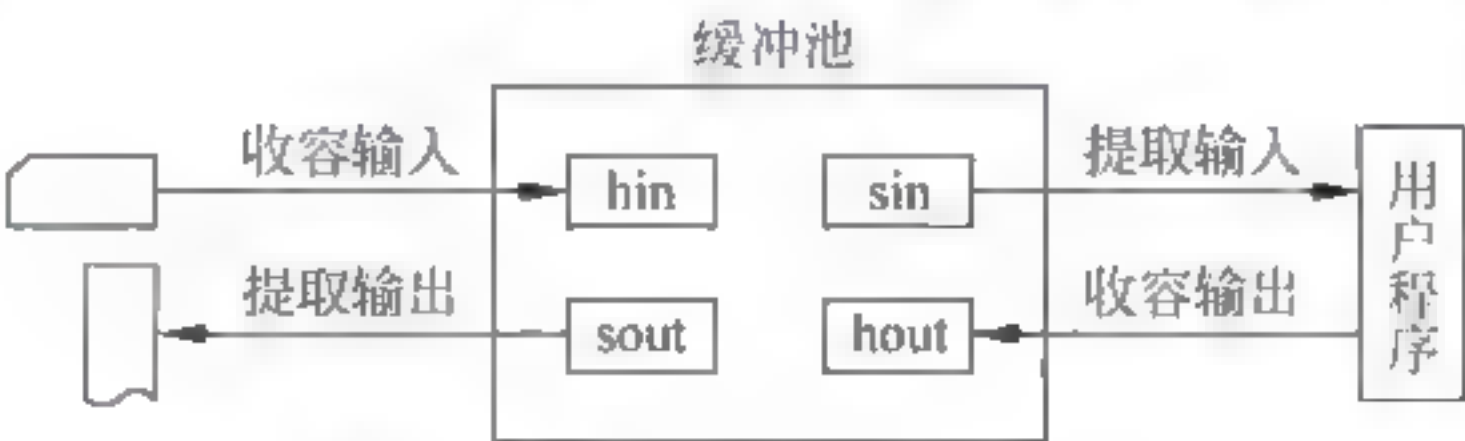 缓冲池
收容输入
hin
sin
提取输入
提取输出
sout
hout
收容输出
用户程序